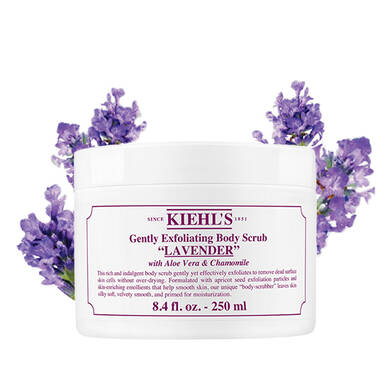 SINCE KIEHL'S 1851
Gently Exfoliating Body Scrub
"LAVENDER"
with Aloe Vera & Chamomile
This rich and indulgent body scrub gently yet effectively exfoliates to remove dead surface
skin cells without over-drying. Formulated with apricot seed exfoliation particles and
skin-enriching emollients that help smooth skin, our unique "body-scrubber" leaves skin
silky soft, velvety smooth, and primed for moisturization.
8.4 fl. oz. - 250 ml